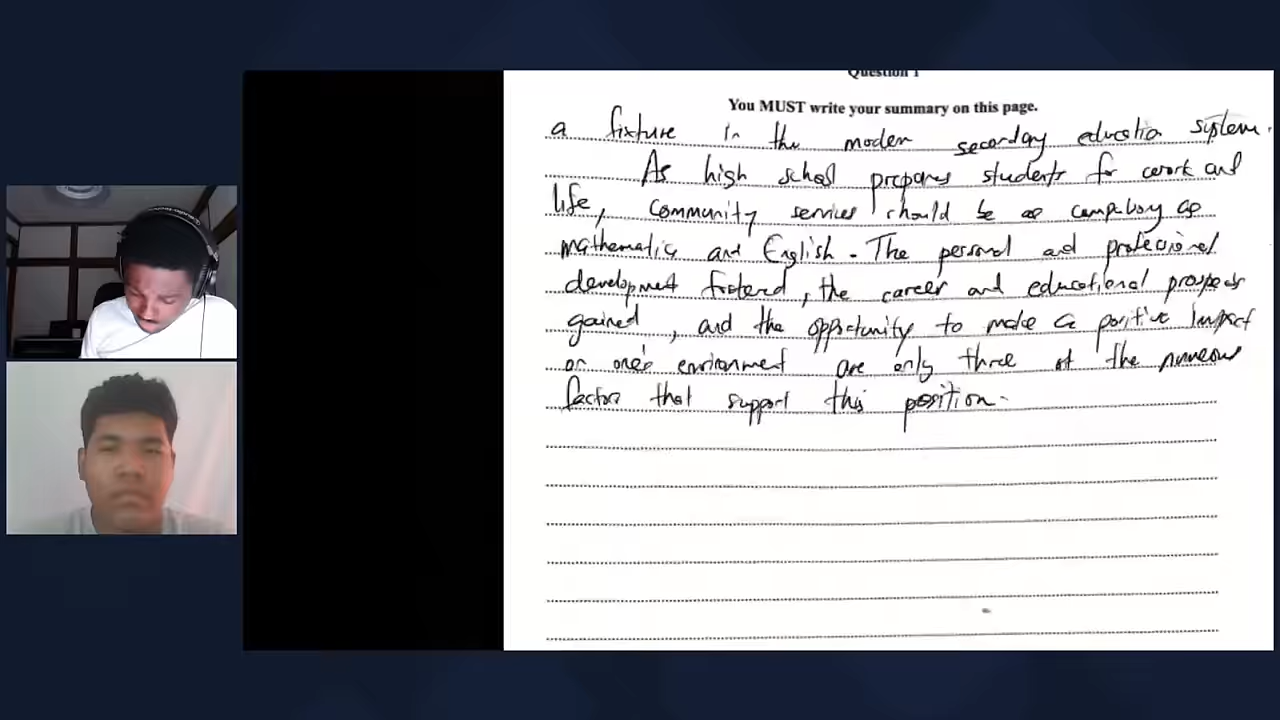 Question 1
You MUST write your summary on this page.
a fixture in the modern secondary education system.
As high school prepares students for work and
life, community services should be as compulsory as
mathematics and English. The personal and professional
development fostered, the career and educational prospects
gained, and the opportunity to make a positive impact
on one's environment are only three of the numerous
factors that support this position.